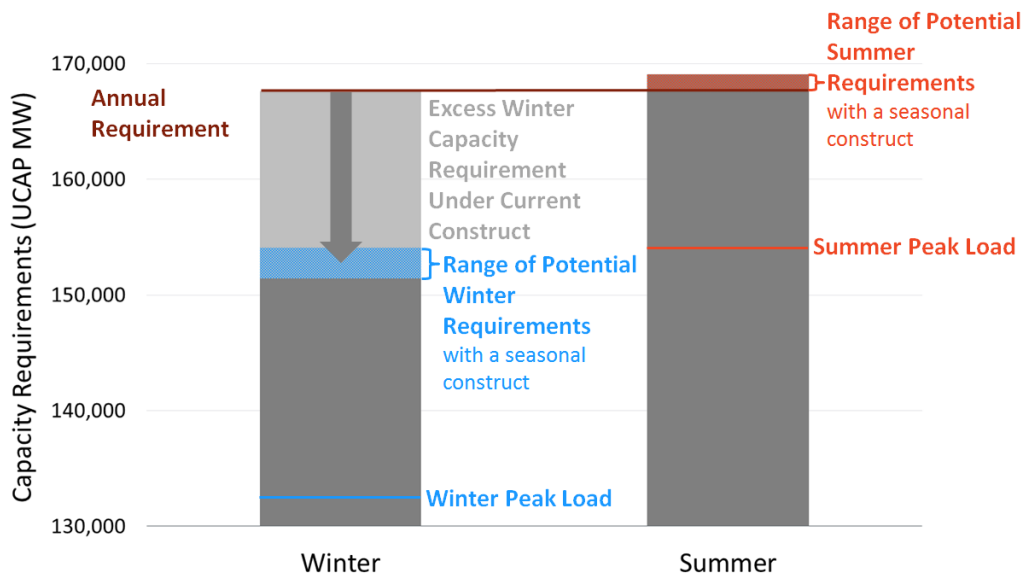 Capacity Requirements (UCAP MW)
170,000
160,000
150,000
140,000
130,000
Annual
Requirement
Excess Winter
Capacity
Requirement
Under Current
Construct
Range of Potential
Winter
Requirements
with a seasonal
construct
Winter Peak Load
Range of Potential
Summer
Requirements
with a seasonal
construct
Summer Peak Load
Winter
Summer